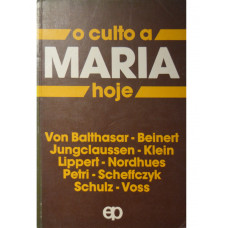 o culto a
MARIA
hoje
Von Balthasar - Beinert
Jungclaussen - Klein
Lippert - Nordhues
Petri - Scheffczyk
Schulz - Voss
ep